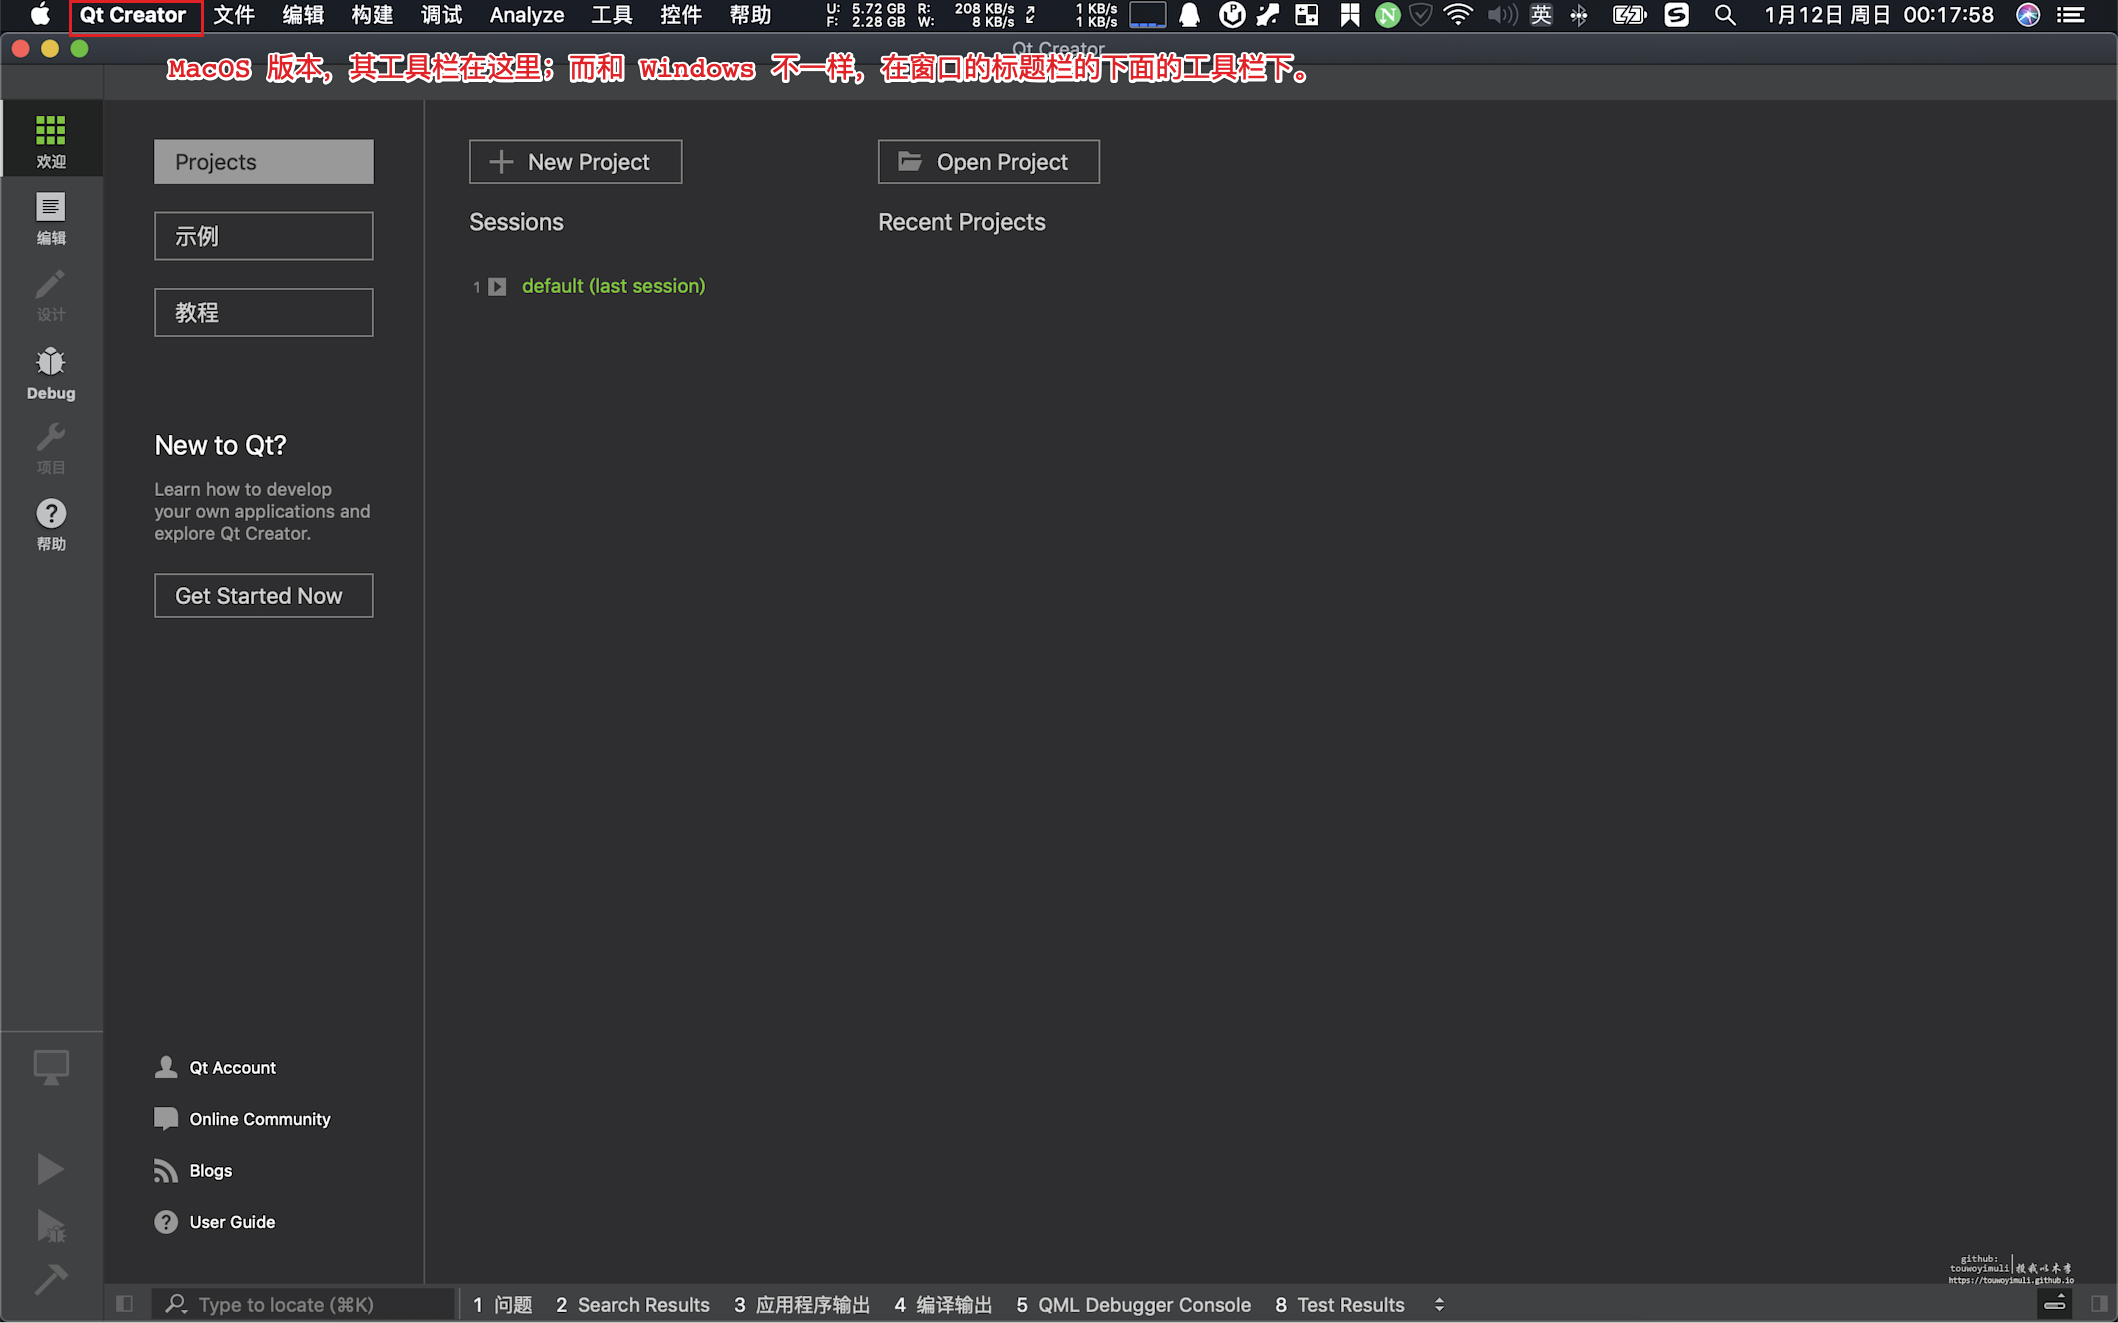 Qt Creator 文件 编辑 构建 调试 Analyze 工具 控件 帮助 U: 5.72 GB R: 208 KB/s 1 KB/s 英 1月12日 周日 00:17:58
F: 2.28 GB W: 8 KB/s 1 KB/s
Qt Creator
MacOS 版本，其工具栏在这里；而和 Windows 不一样，在窗口的标题栏的下面的工具栏下。
欢迎
编辑
设计
Debug
项目
帮助
Projects
示例
教程
New to Qt?
Learn how to develop
your own applications and
explore Qt Creator.
Get Started Now
Qt Account
Online Community
Blogs
User Guide
New Project
Sessions
1 default (last session)
Open Project
Recent Projects
github:
touwoyimuli 投我以木李
https://touwoyimuli.github.io
Type to locate (⌘K) 1 问题 2 Search Results 3 应用程序输出 4 编译输出 5 QML Debugger Console 8 Test Results